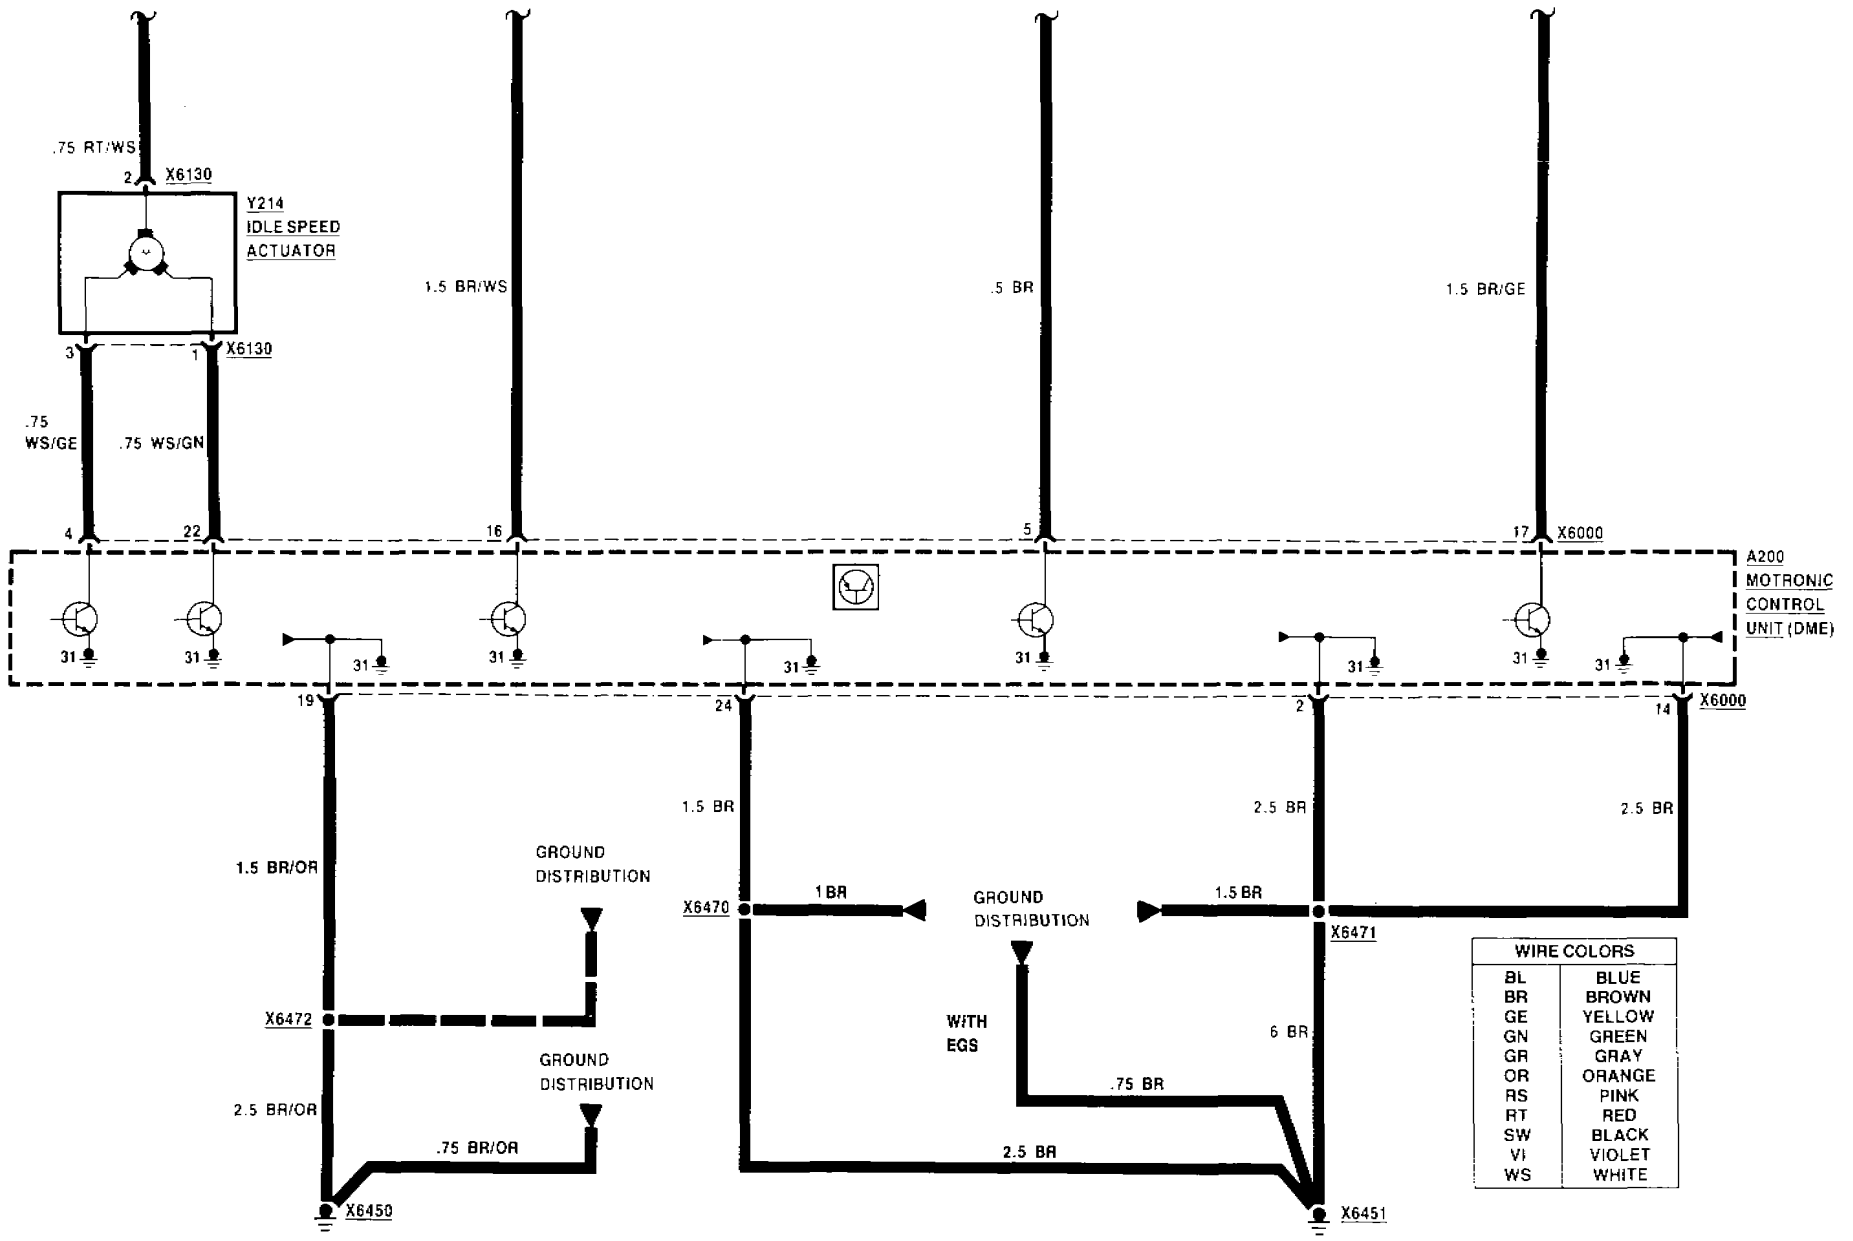 .75 RT/WS
2 X6130
Y214
IDLE SPEED
ACTUATOR
1.5 BR/WS
.5 BR
1.5 BR/GE
3
1 X6130
.75
WS/GE
.75 WS/GN
4
22
16
5
17 X6000
A200
MOTRONIC
CONTROL
UNIT (DME)
31
31
31
31
31
31
31
31
31
19
24
2
14 X6000
1.5 BR
2.5 BR
2.5 BR
1.5 BR/OR
GROUND
DISTRIBUTION
X6470
1 BR
GROUND
DISTRIBUTION
1.5 BR
X6471
X6472
WITH
EGS
6 BR
GROUND
DISTRIBUTION
.75 BR
2.5 BR/OR
.75 BR/OR
2.5 BR
X6450
X6451
WIRE COLORS
BL BLUE
BR BROWN
GE YELLOW
GN GREEN
GR GRAY
OR ORANGE
RS PINK
RT RED
SW BLACK
VI VIOLET
WS WHITE